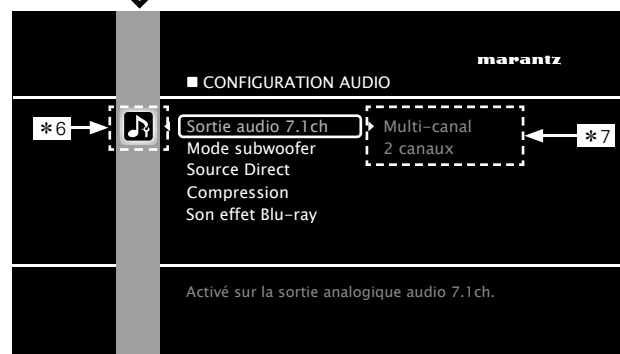 marantz
■ CONFIGURATION AUDIO
✻6
Sortie audio 7.1ch
Multi-canal
✻7
Mode subwoofer
2 canaux
Source Direct
Compression
Son effet Blu-ray
Activé sur la sortie analogique audio 7.1ch.